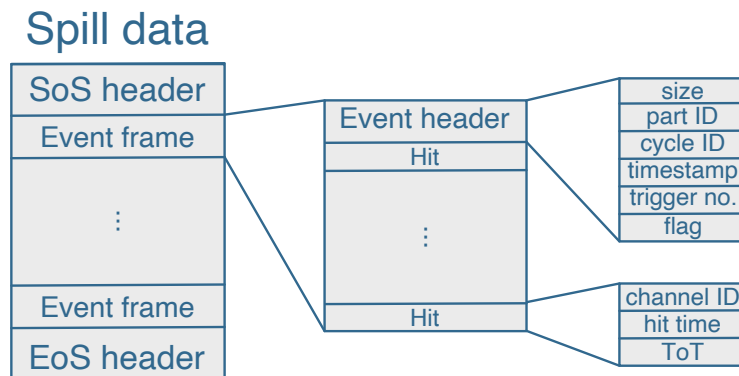 Spill data
SoS header
Event frame
⋮
Event frame
EoS header
Event header
Hit
⋮
Hit
size
part ID
cycle ID
timestamp
trigger no.
flag
channel ID
hit time
ToT